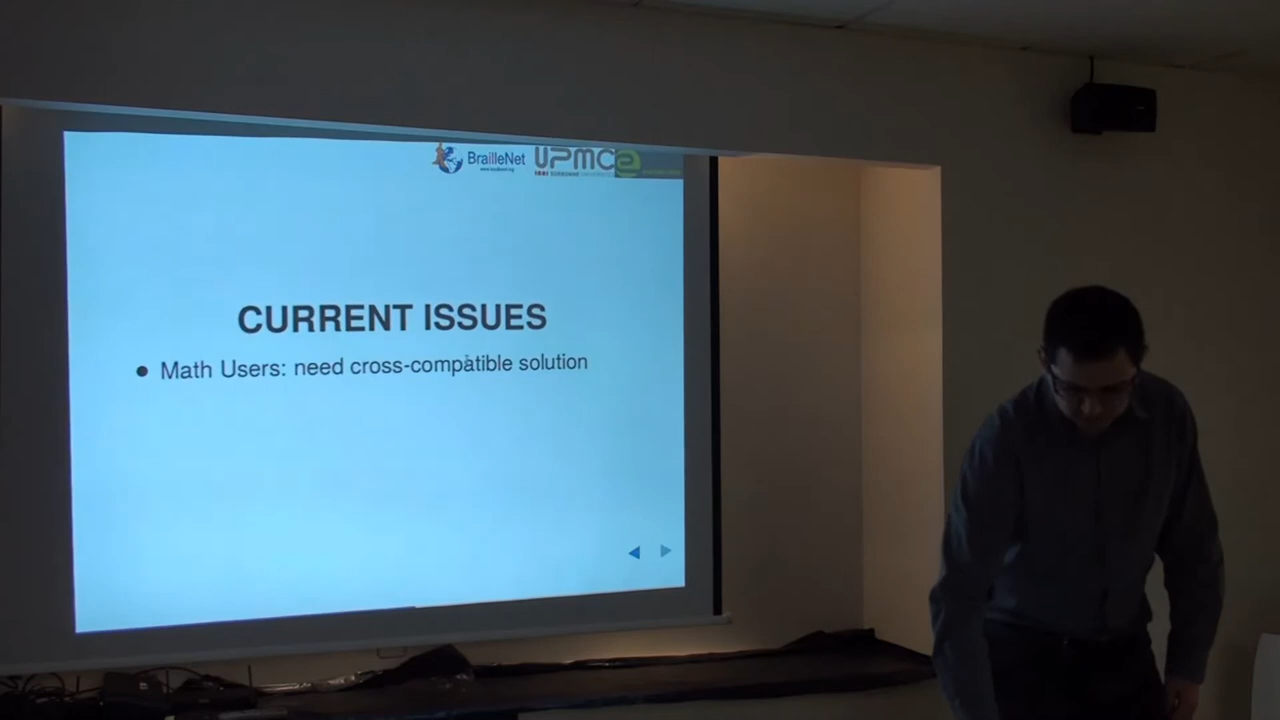 BrailleNet
UPMC
CURRENT ISSUES
● Math Users: need cross-compatible solution